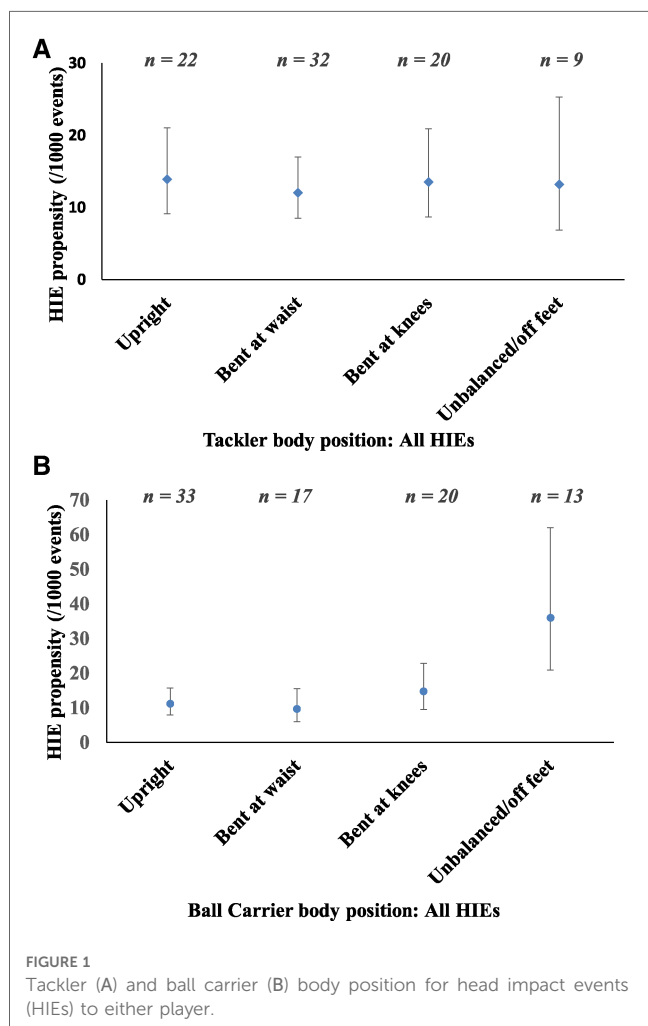 A
n = 22 n = 32 n = 20 n = 9
30
20
10
0
HIE propensity (/1000 events)
Upright
Bent at waist
Bent at knees
Unbalanced/off feet
Tackler body position: All HIEs
B
n = 33 n = 17 n = 20 n = 13
70
60
50
40
30
20
10
0
HIE propensity (/1000 events)
Upright
Bent at waist
Bent at knees
Unbalanced/off feet
Ball Carrier body position: All HIEs
FIGURE 1
Tackler (A) and ball carrier (B) body position for head impact events
(HIEs) to either player.